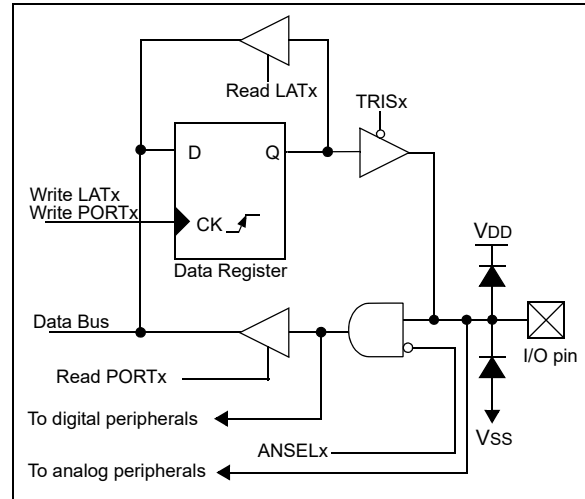 Read LATx
TRISx
D
Q
Write LATx
Write PORTx
CK
VDD
Data Register
Data Bus
I/O pin
Read PORTx
To digital peripherals
VSS
ANSELx
To analog peripherals